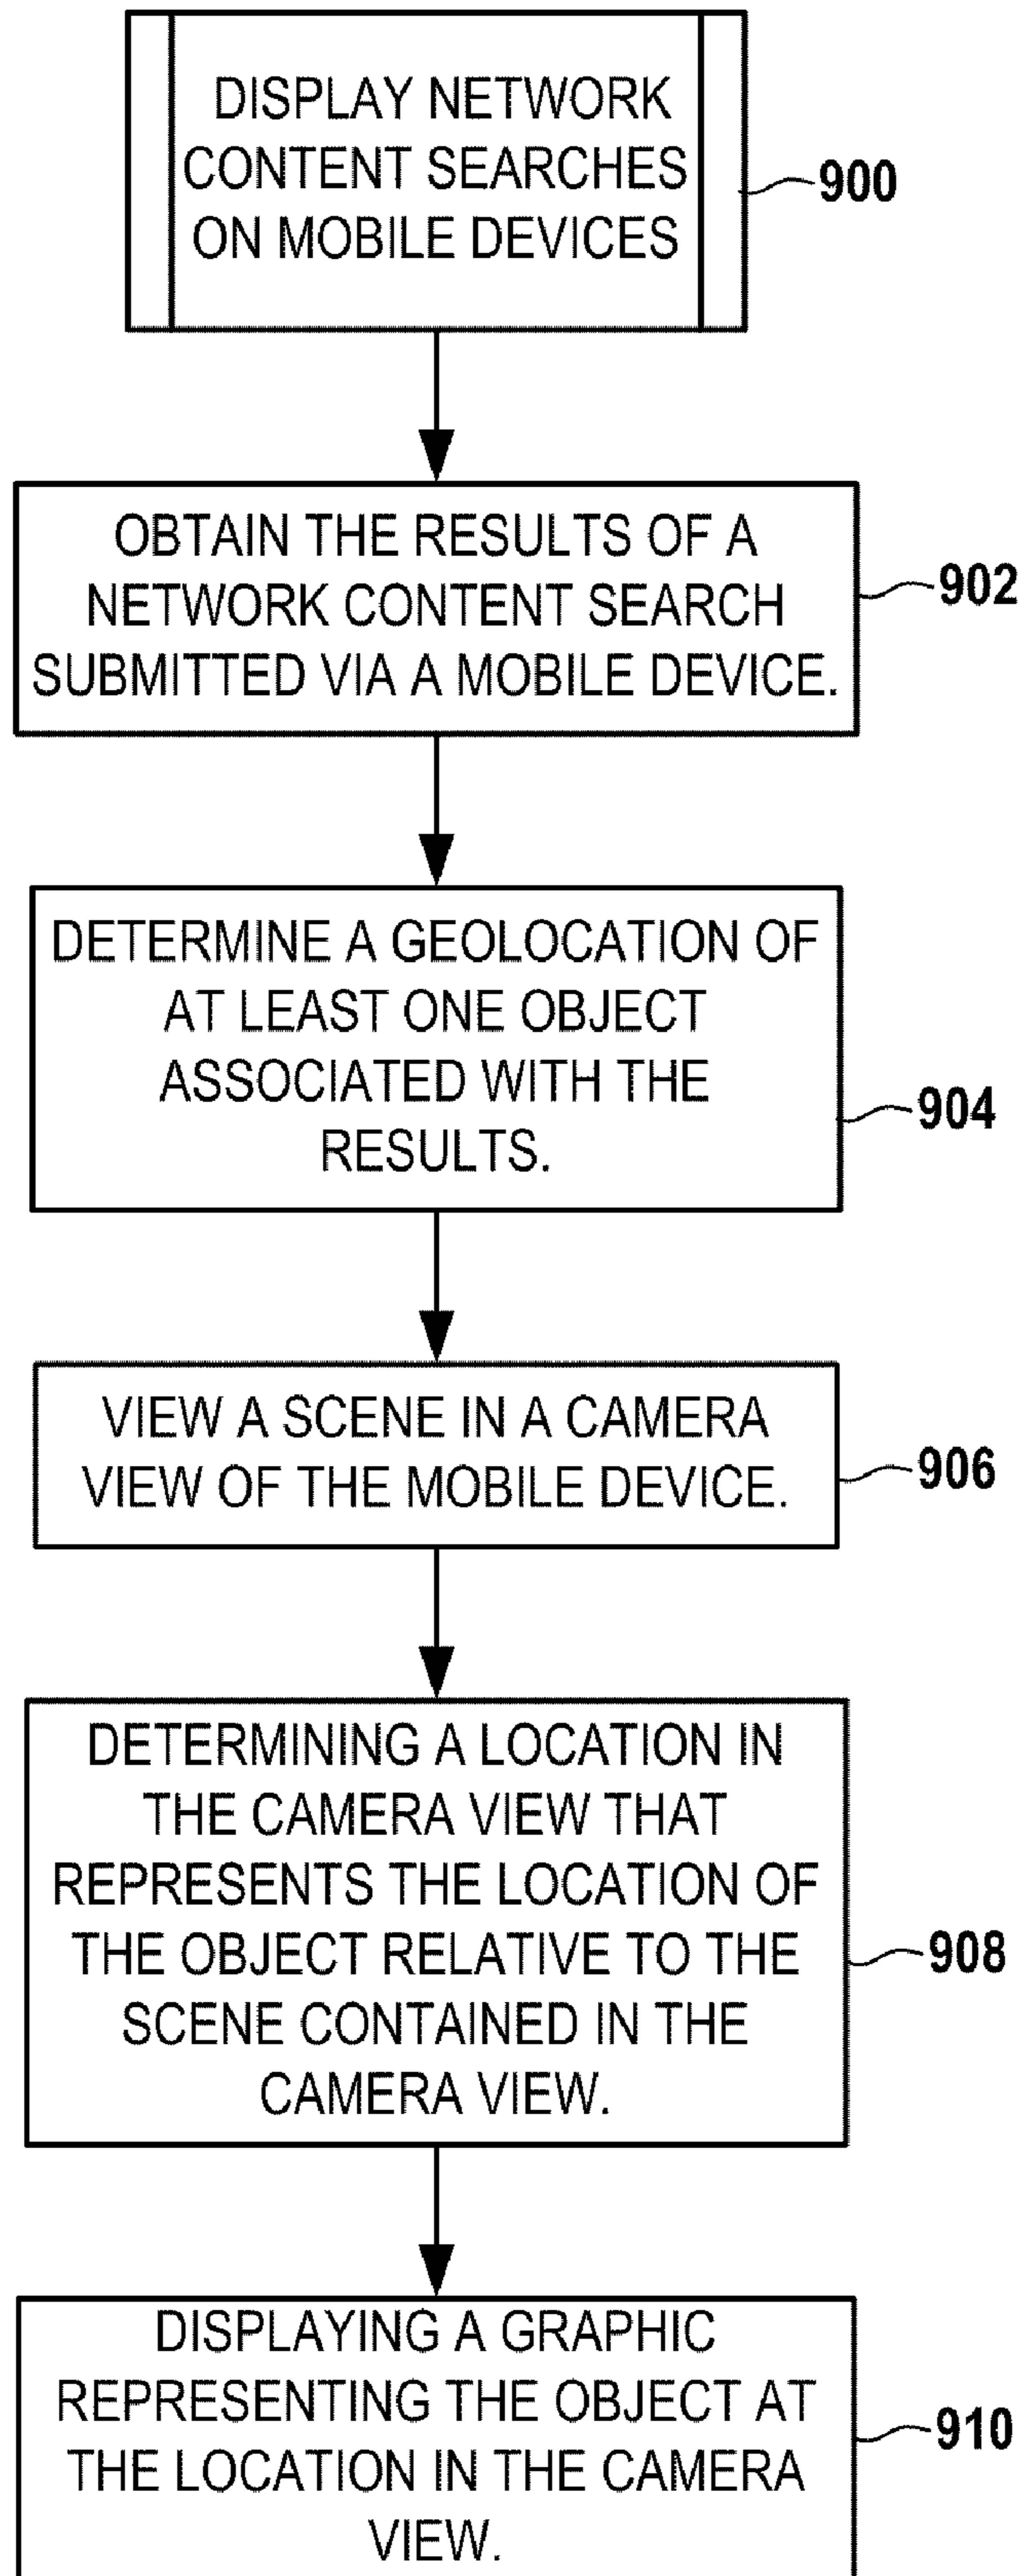 DISPLAY NETWORK
CONTENT SEARCHES
ON MOBILE DEVICES
900
OBTAIN THE RESULTS OF A
NETWORK CONTENT SEARCH
SUBMITTED VIA A MOBILE DEVICE.
902
DETERMINE A GEOLOCATION OF
AT LEAST ONE OBJECT
ASSOCIATED WITH THE
RESULTS.
904
VIEW A SCENE IN A CAMERA
VIEW OF THE MOBILE DEVICE.
906
DETERMINING A LOCATION IN
THE CAMERA VIEW THAT
REPRESENTS THE LOCATION OF
THE OBJECT RELATIVE TO THE
SCENE CONTAINED IN THE
CAMERA VIEW.
908
DISPLAYING A GRAPHIC
REPRESENTING THE OBJECT AT
THE LOCATION IN THE CAMERA
VIEW.
910